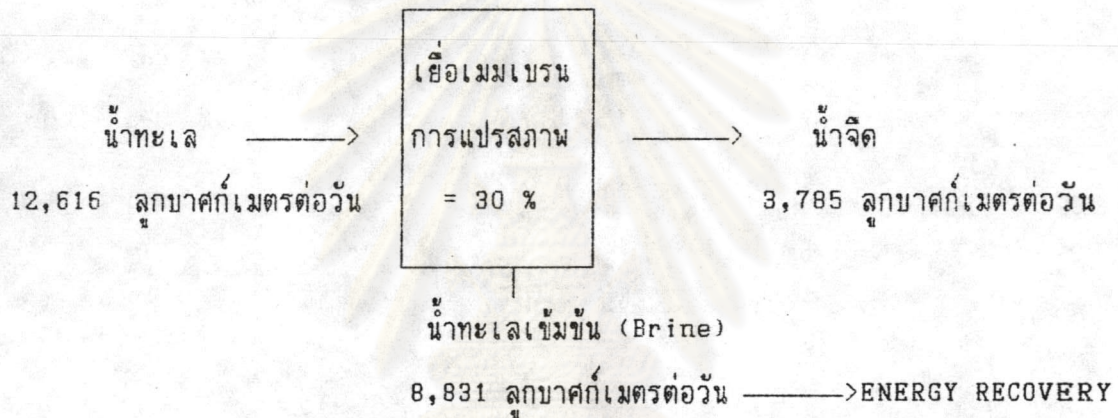 เยื่อเมมเบรน
น้ำทะเล ———> การแปรสภาพ ———> น้ำจืด
12,616 ลูกบาศก์เมตรต่อวัน = 30 % 3,785 ลูกบาศก์เมตรต่อวัน
น้ำทะเลเข้มข้น (Brine)
8,831 ลูกบาศก์เมตรต่อวัน ———>ENERGY RECOVERY